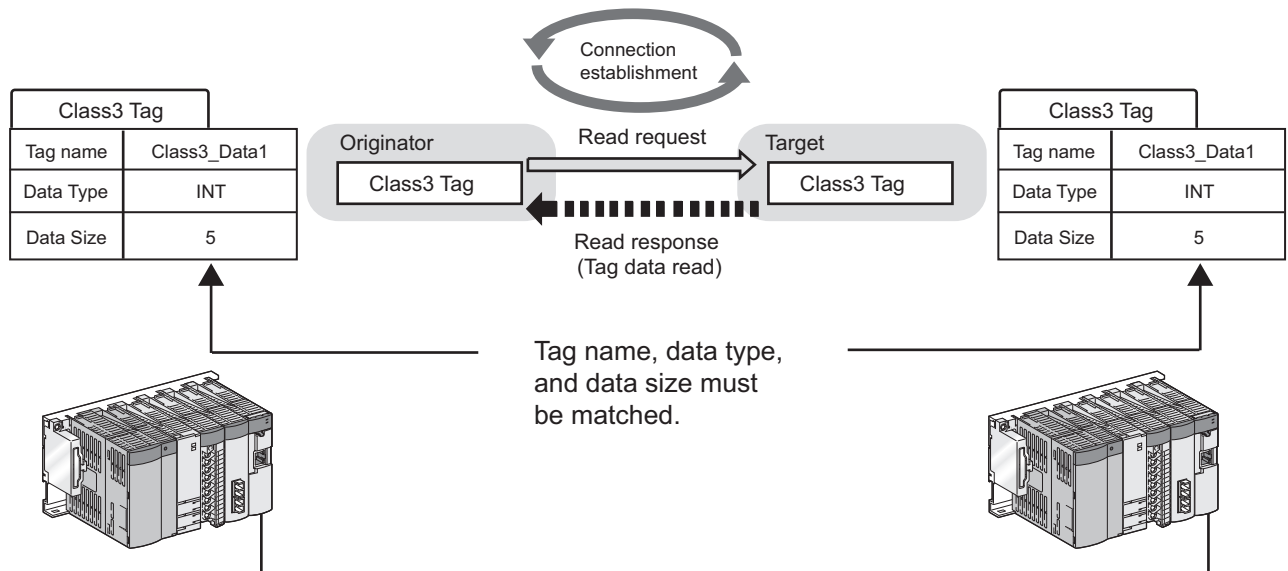 Connection
establishment
Class3 Tag
Tag name Class3_Data1
Data Type INT
Data Size 5
Originator
Class3 Tag
Read request
Target
Class3 Tag
Read response
(Tag data read)
Class3 Tag
Tag name Class3_Data1
Data Type INT
Data Size 5
Tag name, data type,
and data size must
be matched.